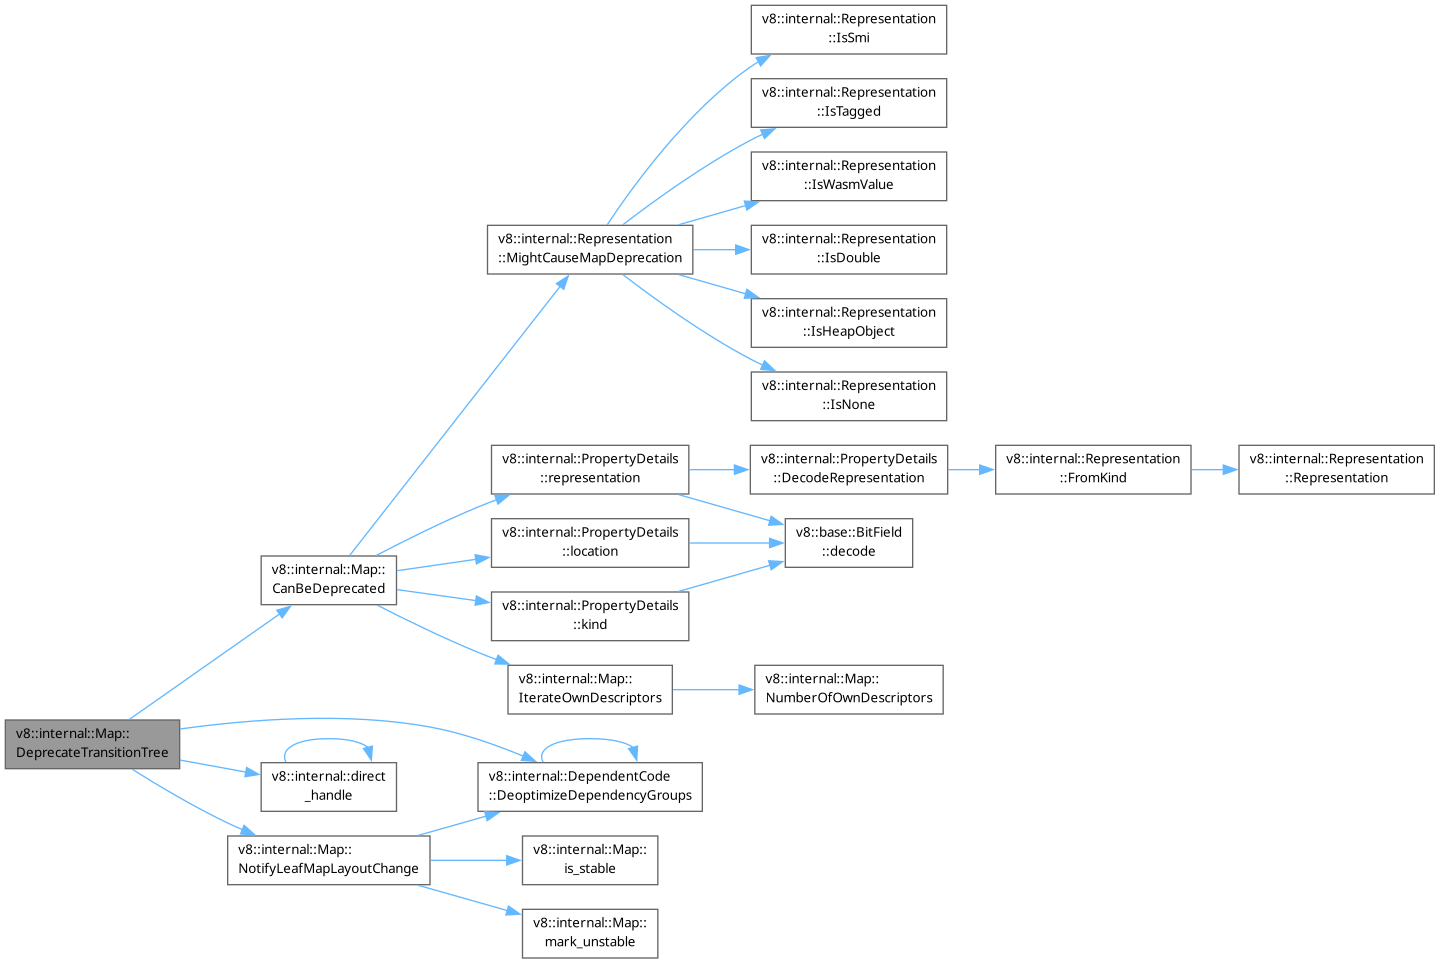 v8::internal::Representation
::IsSmi
v8::internal::Representation
::IsTagged
v8::internal::Representation
::IsWasmValue
v8::internal::Representation
::MightCauseMapDeprecation
v8::internal::Representation
::IsDouble
v8::internal::Representation
::IsHeapObject
v8::internal::Representation
::IsNone
v8::internal::PropertyDetails
::representation
v8::internal::PropertyDetails
::DecodeRepresentation
v8::internal::Representation
::FromKind
v8::internal::Representation
::Representation
v8::internal::PropertyDetails
::location
v8::base::BitField
::decode
v8::internal::Map::
CanBeDeprecated
v8::internal::PropertyDetails
::kind
v8::internal::Map::
IterateOwnDescriptors
v8::internal::Map::
NumberOfOwnDescriptors
v8::internal::Map::
DeprecateTransitionTree
v8::internal::direct
_handle
v8::internal::DependentCode
::DeoptimizeDependencyGroups
v8::internal::Map::
NotifyLeafMapLayoutChange
v8::internal::Map::
is_stable
v8::internal::Map::
mark_unstable